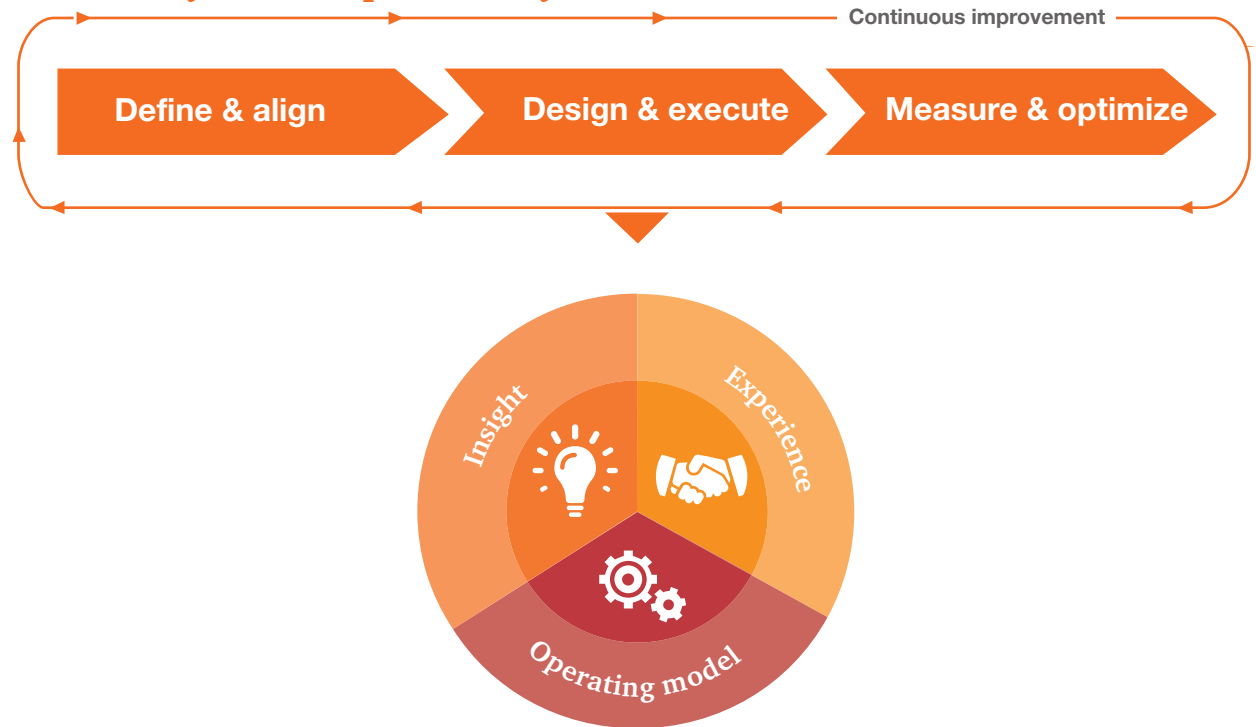 Continuous improvement
Define & align
Design & execute
Measure & optimize
Insight
Experience
Operating model